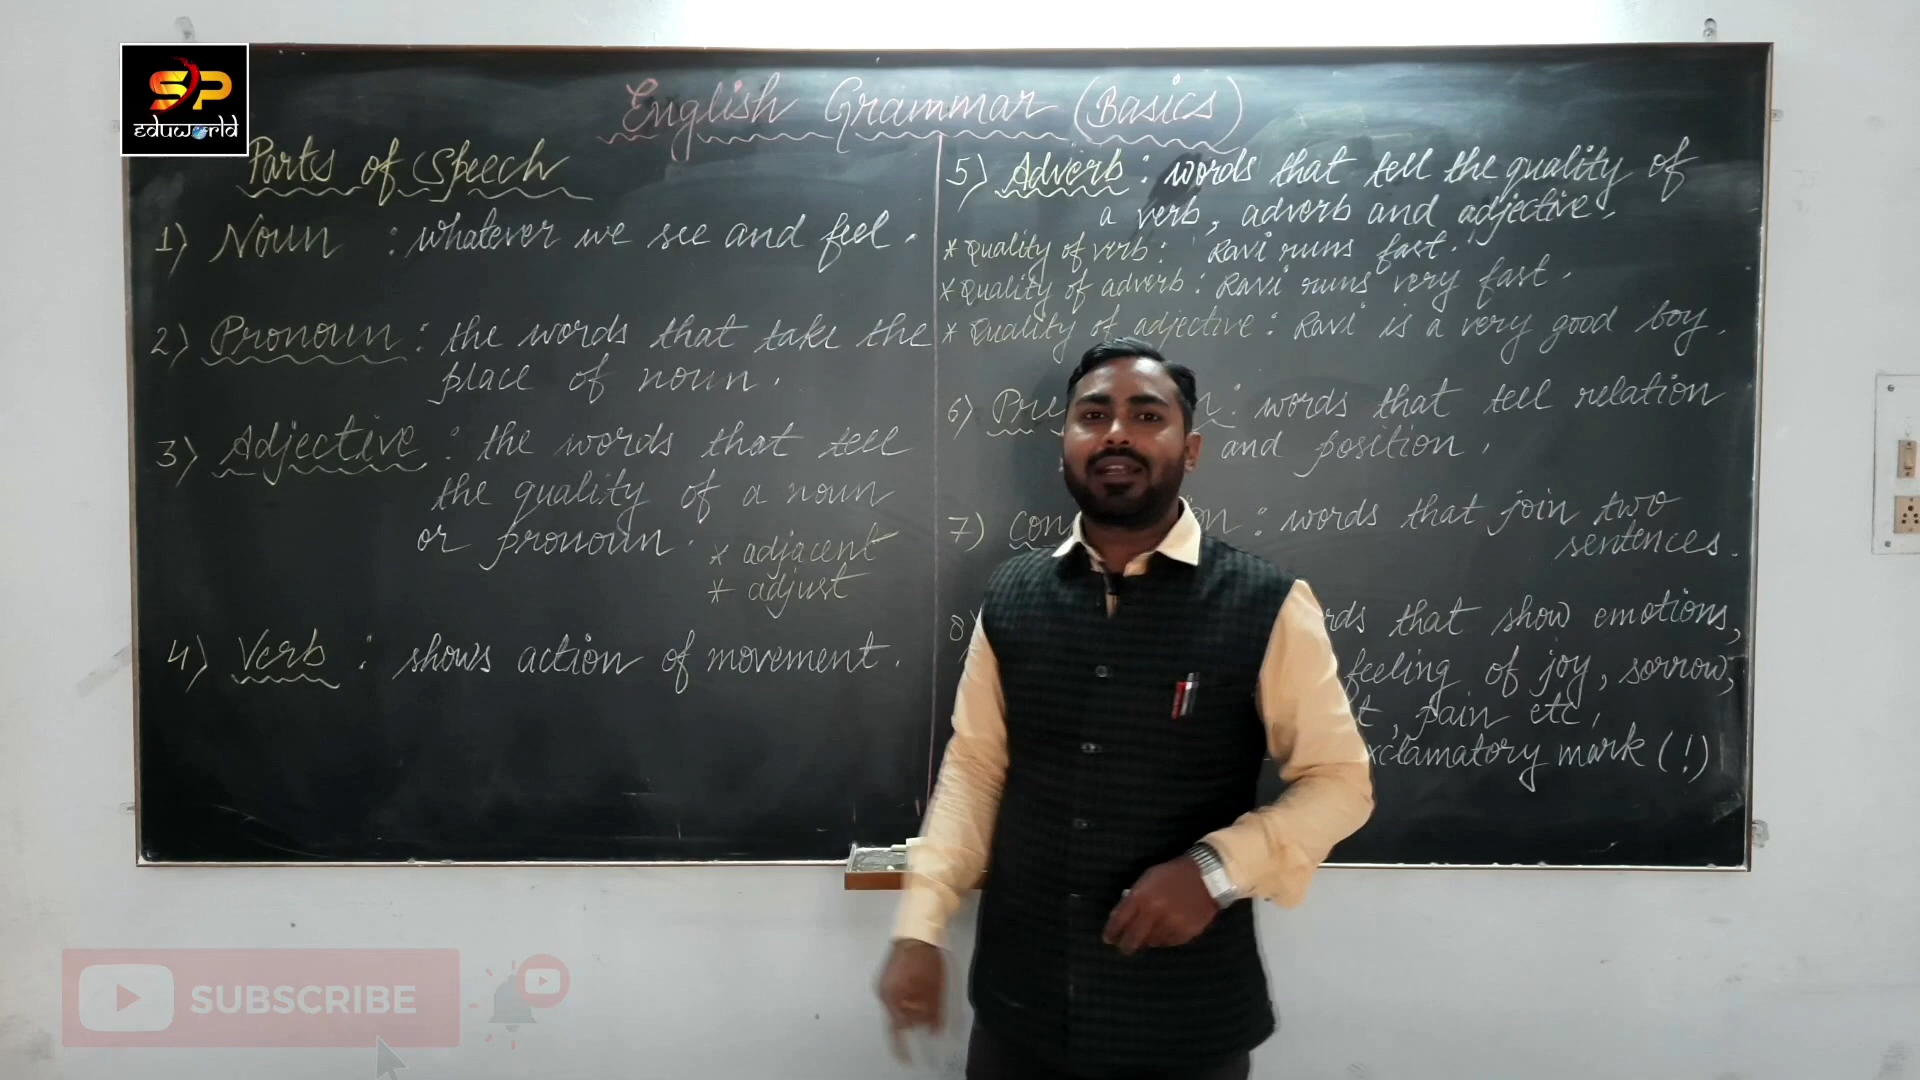 SP
eduworld
English Grammar (Basics)
Parts of Speech
1) Noun : whatever we see and feel.
2) Pronoun : the words that take the
place of noun.
3) Adjective : the words that tell
the quality of a noun
or pronoun.
* adjacent
* adjust
4) Verb : shows action of movement.
5) Adverb : words that tell the quality of
a verb, adverb and adjective.
* Quality of verb : Ravi runs fast.
* Quality of adverb : Ravi runs very fast.
* Quality of adjective : Ravi is a very good boy.
6) : words that tell relation
and position.
7) : words that join two
sentences.
8) that show emotions,
feeling of joy, sorrow,
, pain etc.
mark (!)
SUBSCRIBE